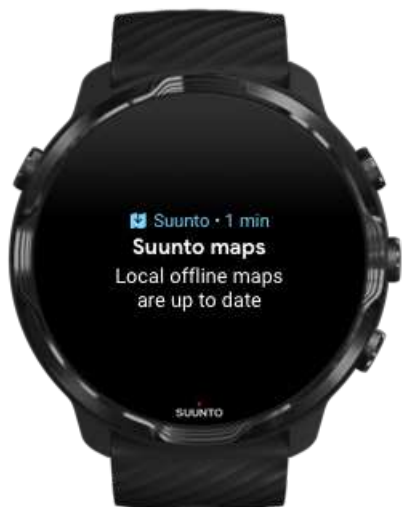 Suunto • 1 min
Suunto maps
Local offline maps
are up to date
SUUNTO